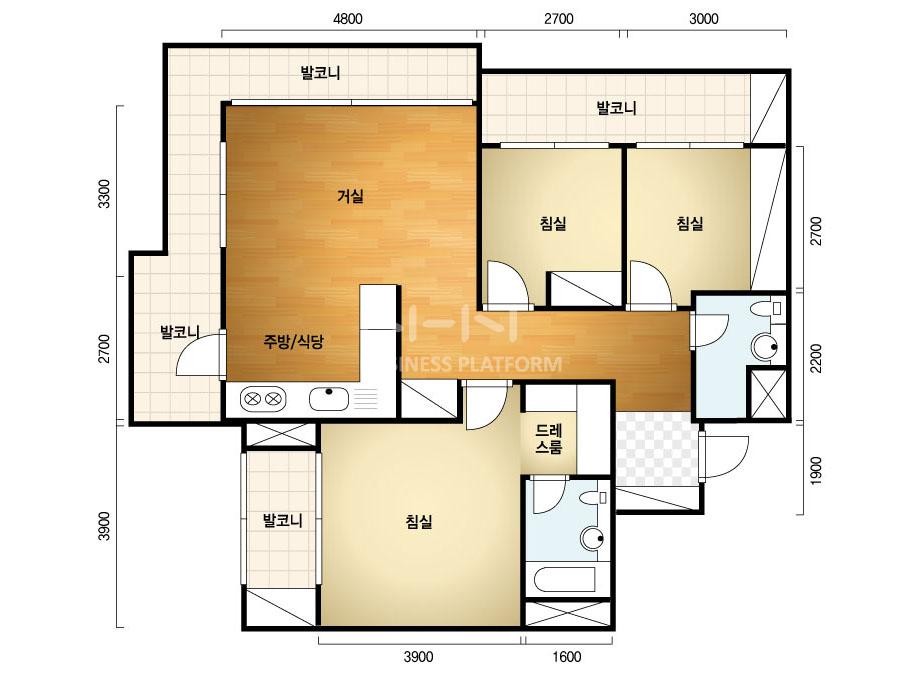 4800
2700
3000
발코니
발코니
3300
거실
침실
침실
2700
발코니
주방/식당
2700
2200
BUSINESS PLATFORM
드레
스룸
1900
발코니
침실
3900
3900
1600